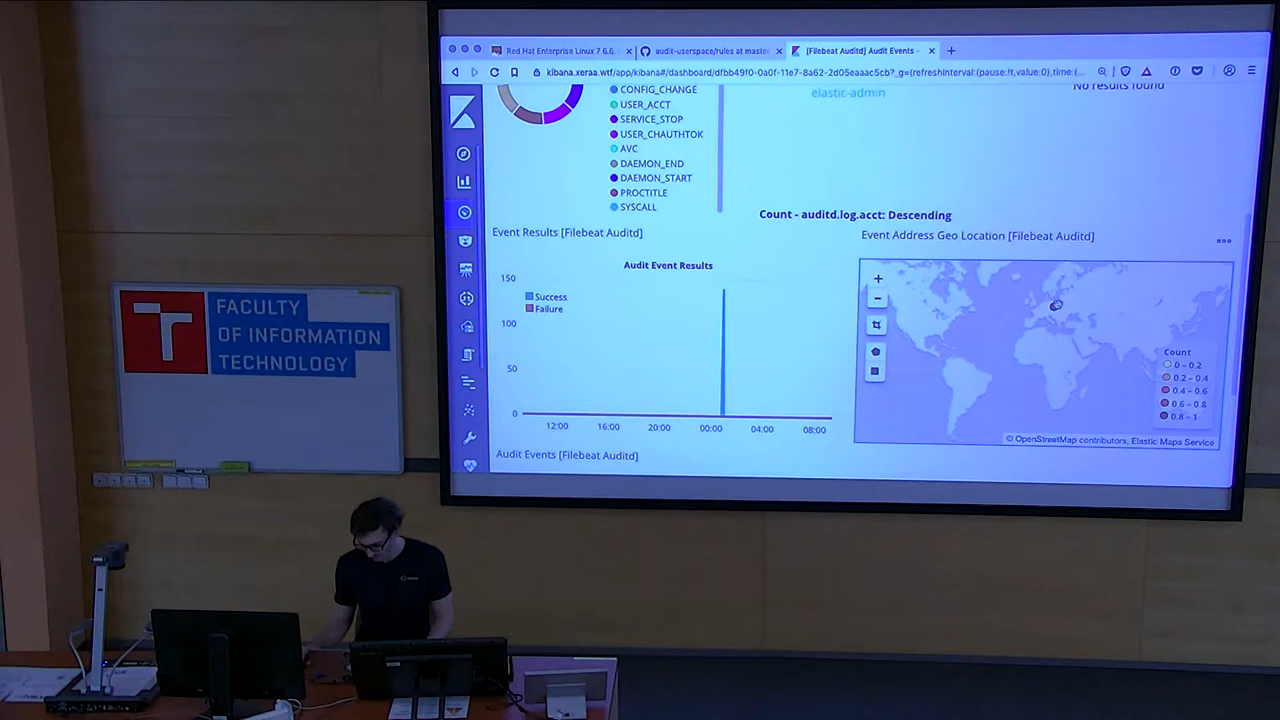 Red Hat Enterprise Linux 7 6.6.
audit-userspace/rules at maste
[Filebeat Auditd] Audit Events -
kibana.xeraa.wtf/app/kibana#/dashboard/dfbb49f0-0a0f-11e7-8a62-2d05eaaac5cb?_g=(refreshInterval:(pause:!t,value:0),time:(...
CONFIG_CHANGE
USER_ACCT
SERVICE_STOP
USER_CHAUTHTOK
AVC
DAEMON_END
DAEMON_START
PROCTITLE
SYSCALL
elastic-admin
No results found
Count - auditd.log.acct: Descending
Event Results [Filebeat Auditd]
Audit Event Results
150
100
50
0
Success
Failure
12:00 16:00 20:00 00:00 04:00 08:00
Event Address Geo Location [Filebeat Auditd]
+
−
Count
0 – 0.2
0.2 – 0.4
0.4 – 0.6
0.6 – 0.8
0.8 – 1
© OpenStreetMap contributors, Elastic Maps Service
Audit Events [Filebeat Auditd]
FACULTY
OF INFORMATION
TECHNOLOGY